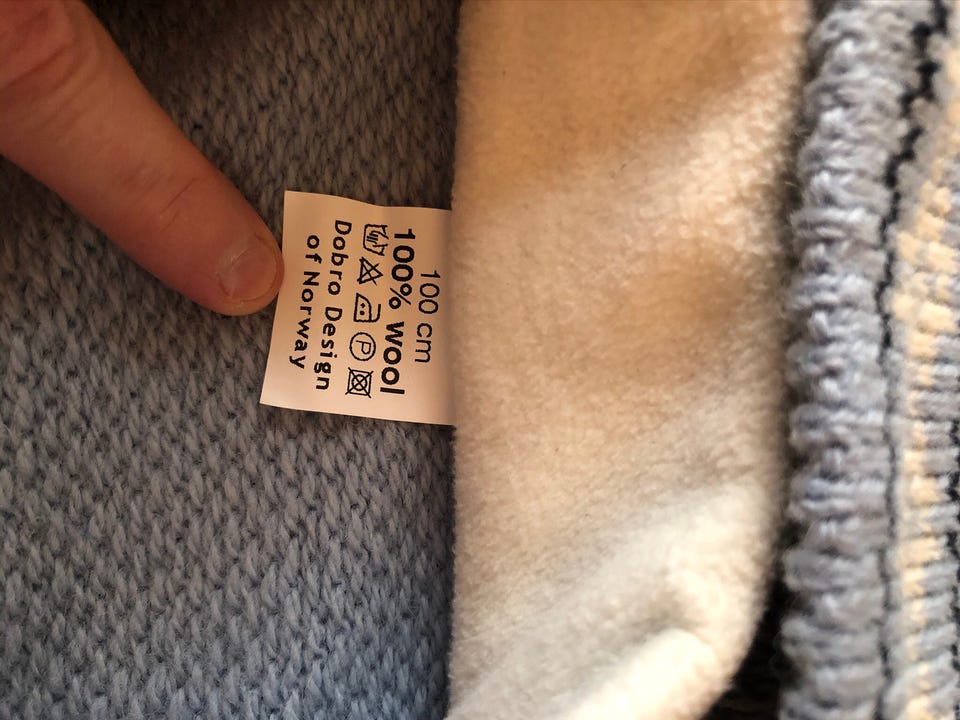 100 cm
100% wool
P
Dobro Design
of Norway